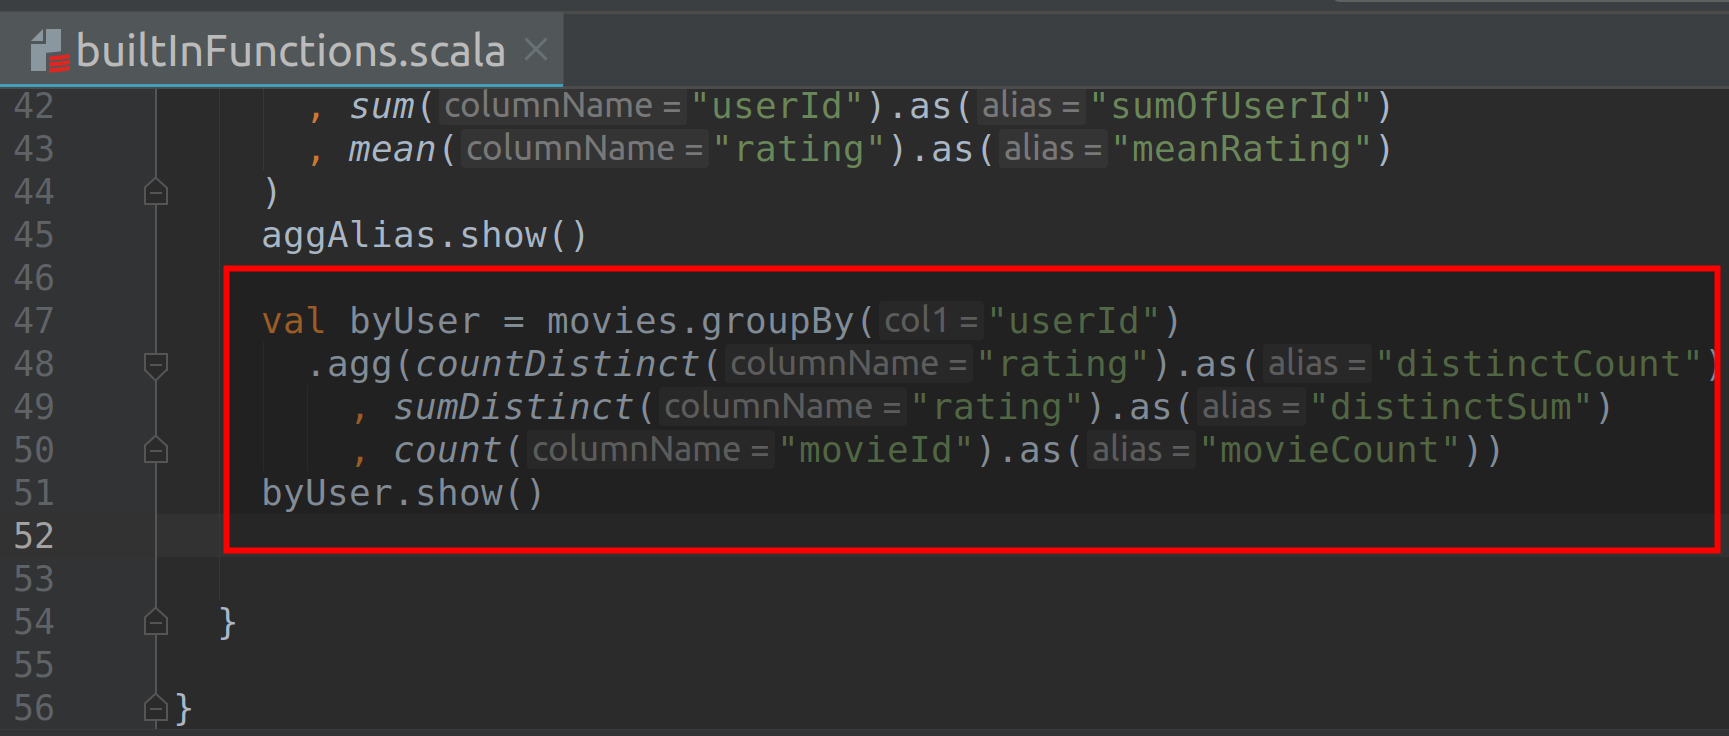 builtInFunctions.scala
42 , sum( columnName = "userId").as( alias = "sumOfUserId")
43 , mean( columnName = "rating").as( alias = "meanRating")
44 )
45 aggAlias.show()
46
47 val byUser = movies.groupBy( col1 = "userId")
48 .agg(countDistinct( columnName = "rating").as( alias = "distinctCount")
49 , sumDistinct( columnName = "rating").as( alias = "distinctSum")
50 , count( columnName = "movieId").as( alias = "movieCount"))
51 byUser.show()
52
53
54 }
55
56 }